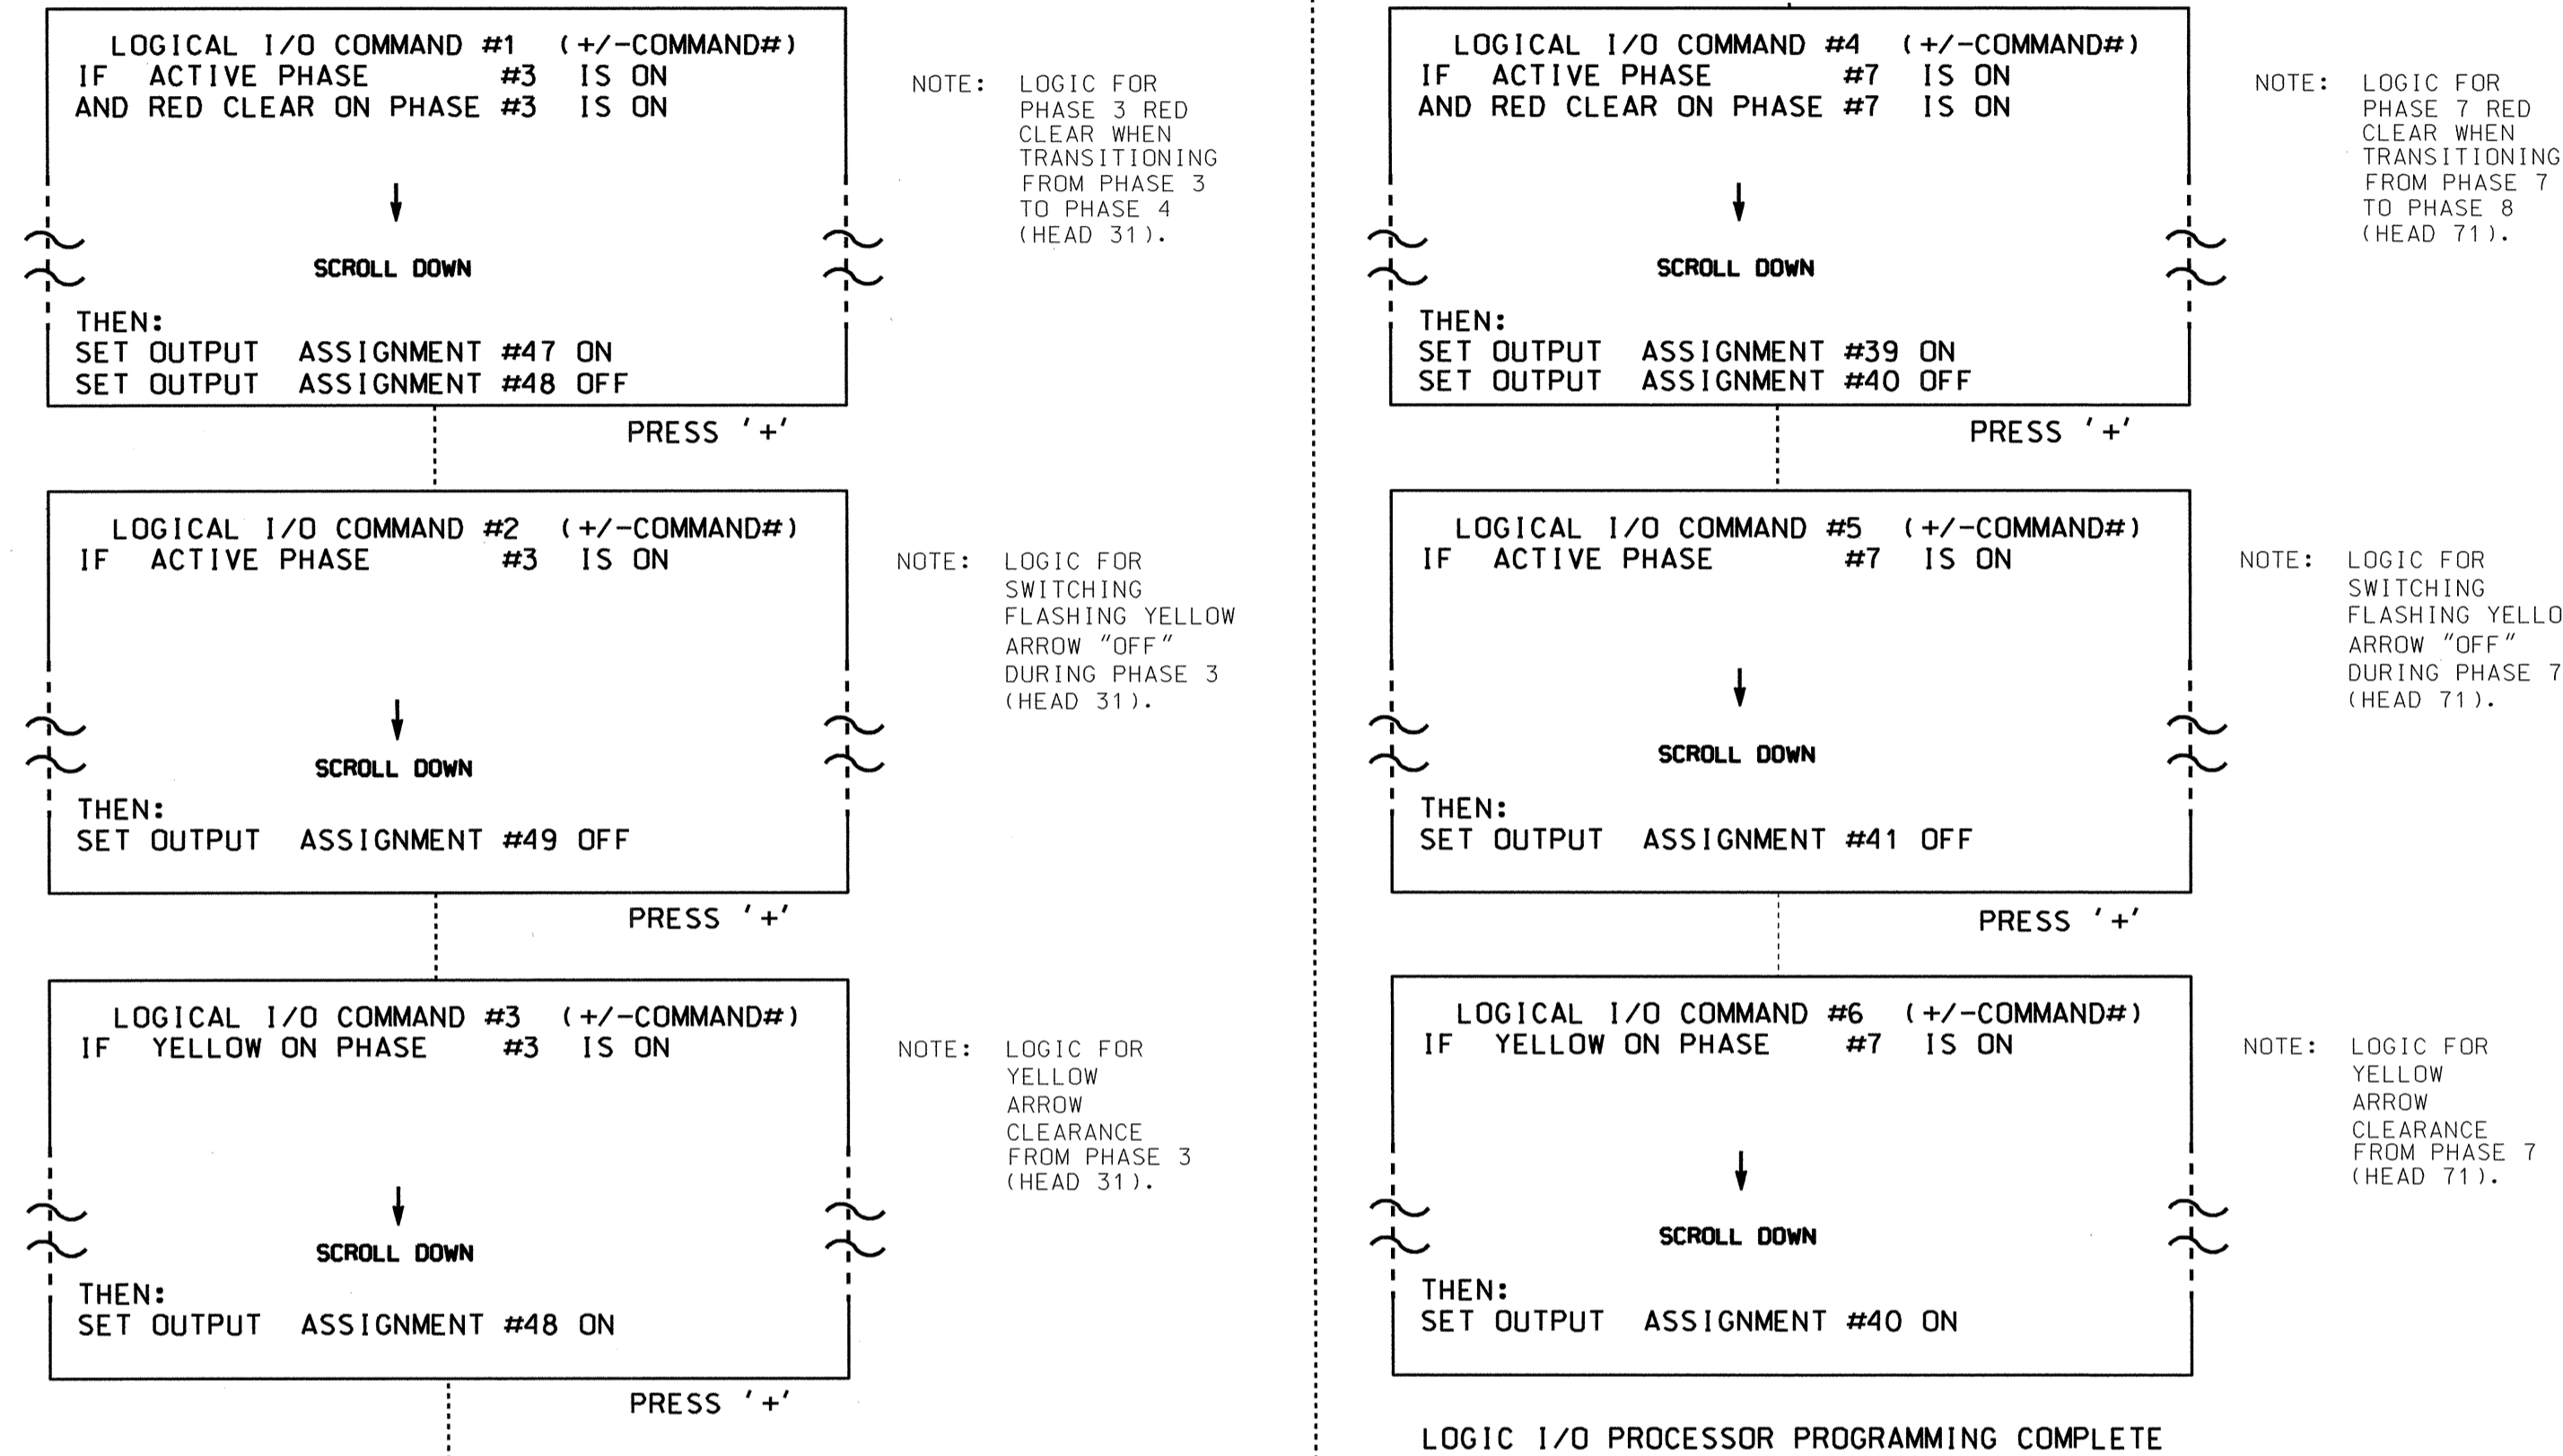 LOGICAL I/O COMMAND #1 (+/-COMMAND#)
IF ACTIVE PHASE #3 IS ON
AND RED CLEAR ON PHASE #3 IS ON
SCROLL DOWN
THEN:
SET OUTPUT ASSIGNMENT #47 ON
SET OUTPUT ASSIGNMENT #48 OFF
PRESS '+'
NOTE: LOGIC FOR
PHASE 3 RED
CLEAR WHEN
TRANSITIONING
FROM PHASE 3
TO PHASE 4
(HEAD 31).
LOGICAL I/O COMMAND #2 (+/-COMMAND#)
IF ACTIVE PHASE #3 IS ON
SCROLL DOWN
THEN:
SET OUTPUT ASSIGNMENT #49 OFF
PRESS '+'
NOTE: LOGIC FOR
SWITCHING
FLASHING YELLOW
ARROW "OFF"
DURING PHASE 3
(HEAD 31).
LOGICAL I/O COMMAND #3 (+/-COMMAND#)
IF YELLOW ON PHASE #3 IS ON
SCROLL DOWN
THEN:
SET OUTPUT ASSIGNMENT #48 ON
PRESS '+'
NOTE: LOGIC FOR
YELLOW
ARROW
CLEARANCE
FROM PHASE 3
(HEAD 31).
LOGICAL I/O COMMAND #4 (+/-COMMAND#)
IF ACTIVE PHASE #7 IS ON
AND RED CLEAR ON PHASE #7 IS ON
SCROLL DOWN
THEN:
SET OUTPUT ASSIGNMENT #39 ON
SET OUTPUT ASSIGNMENT #40 OFF
PRESS '+'
NOTE: LOGIC FOR
PHASE 7 RED
CLEAR WHEN
TRANSITIONING
FROM PHASE 7
TO PHASE 8
(HEAD 71).
LOGICAL I/O COMMAND #5 (+/-COMMAND#)
IF ACTIVE PHASE #7 IS ON
SCROLL DOWN
THEN:
SET OUTPUT ASSIGNMENT #41 OFF
PRESS '+'
NOTE: LOGIC FOR
SWITCHING
FLASHING YELLO
ARROW "OFF"
DURING PHASE 7
(HEAD 71).
LOGICAL I/O COMMAND #6 (+/-COMMAND#)
IF YELLOW ON PHASE #7 IS ON
SCROLL DOWN
THEN:
SET OUTPUT ASSIGNMENT #40 ON
NOTE: LOGIC FOR
YELLOW
ARROW
CLEARANCE
FROM PHASE 7
(HEAD 71).
LOGIC I/O PROCESSOR PROGRAMMING COMPLETE